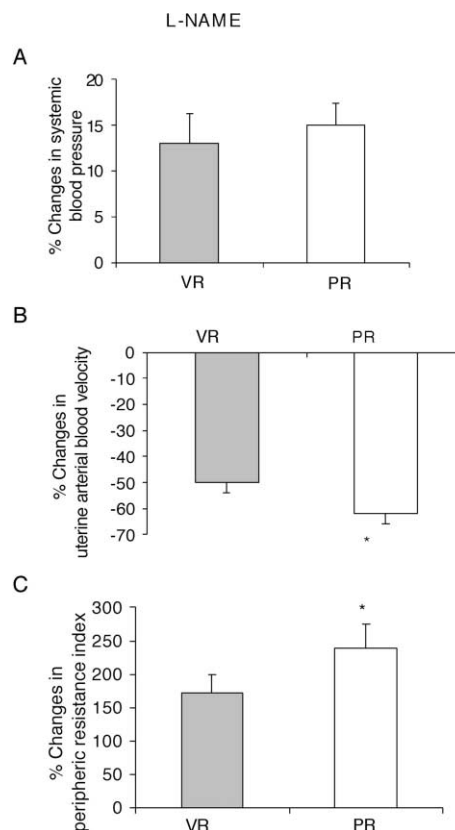 L-NAME
A
% Changes in systemic
blood pressure
20
15
10
5
0
VR PR
B
VR PR
% Changes in
uterine arterial blood velocity
0
-10
-20
-30
-40
-50
-60
-70
*
C
% Changes in
peripheric resistance index
300
250
200
150
100
50
0
*
VR PR